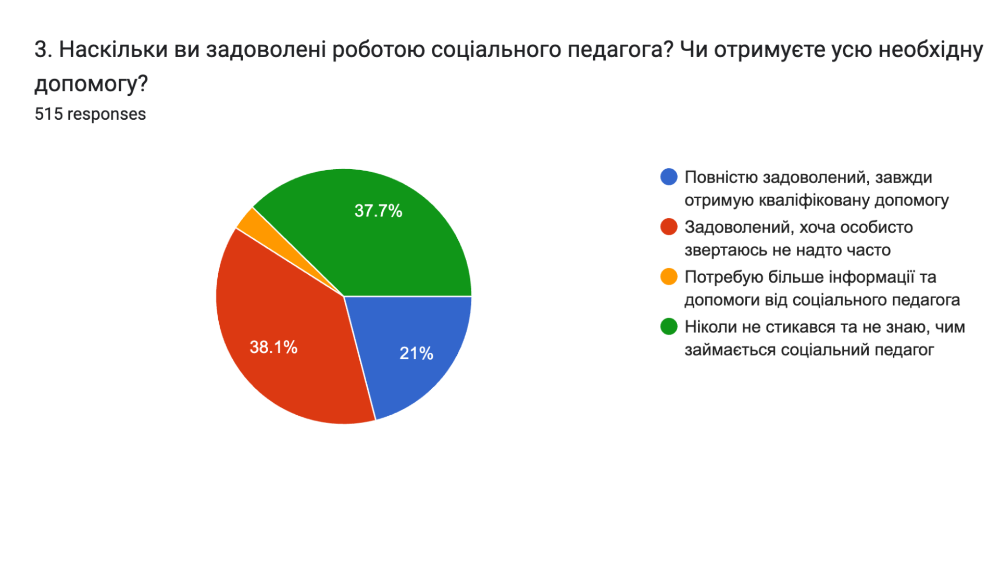 3. Наскільки ви задоволені роботою соціального педагога? Чи отримуєте усю необхідну
допомогу?
515 responses
37.7%
38.1%
21%
Повністю задоволений, завжди
отримую кваліфіковану допомогу
Задоволений, хоча особисто
звертаюсь не надто часто
Потребую більше інформації та
допомоги від соціального педагога
Ніколи не стикався та не знаю, чим
займається соціальний педагог